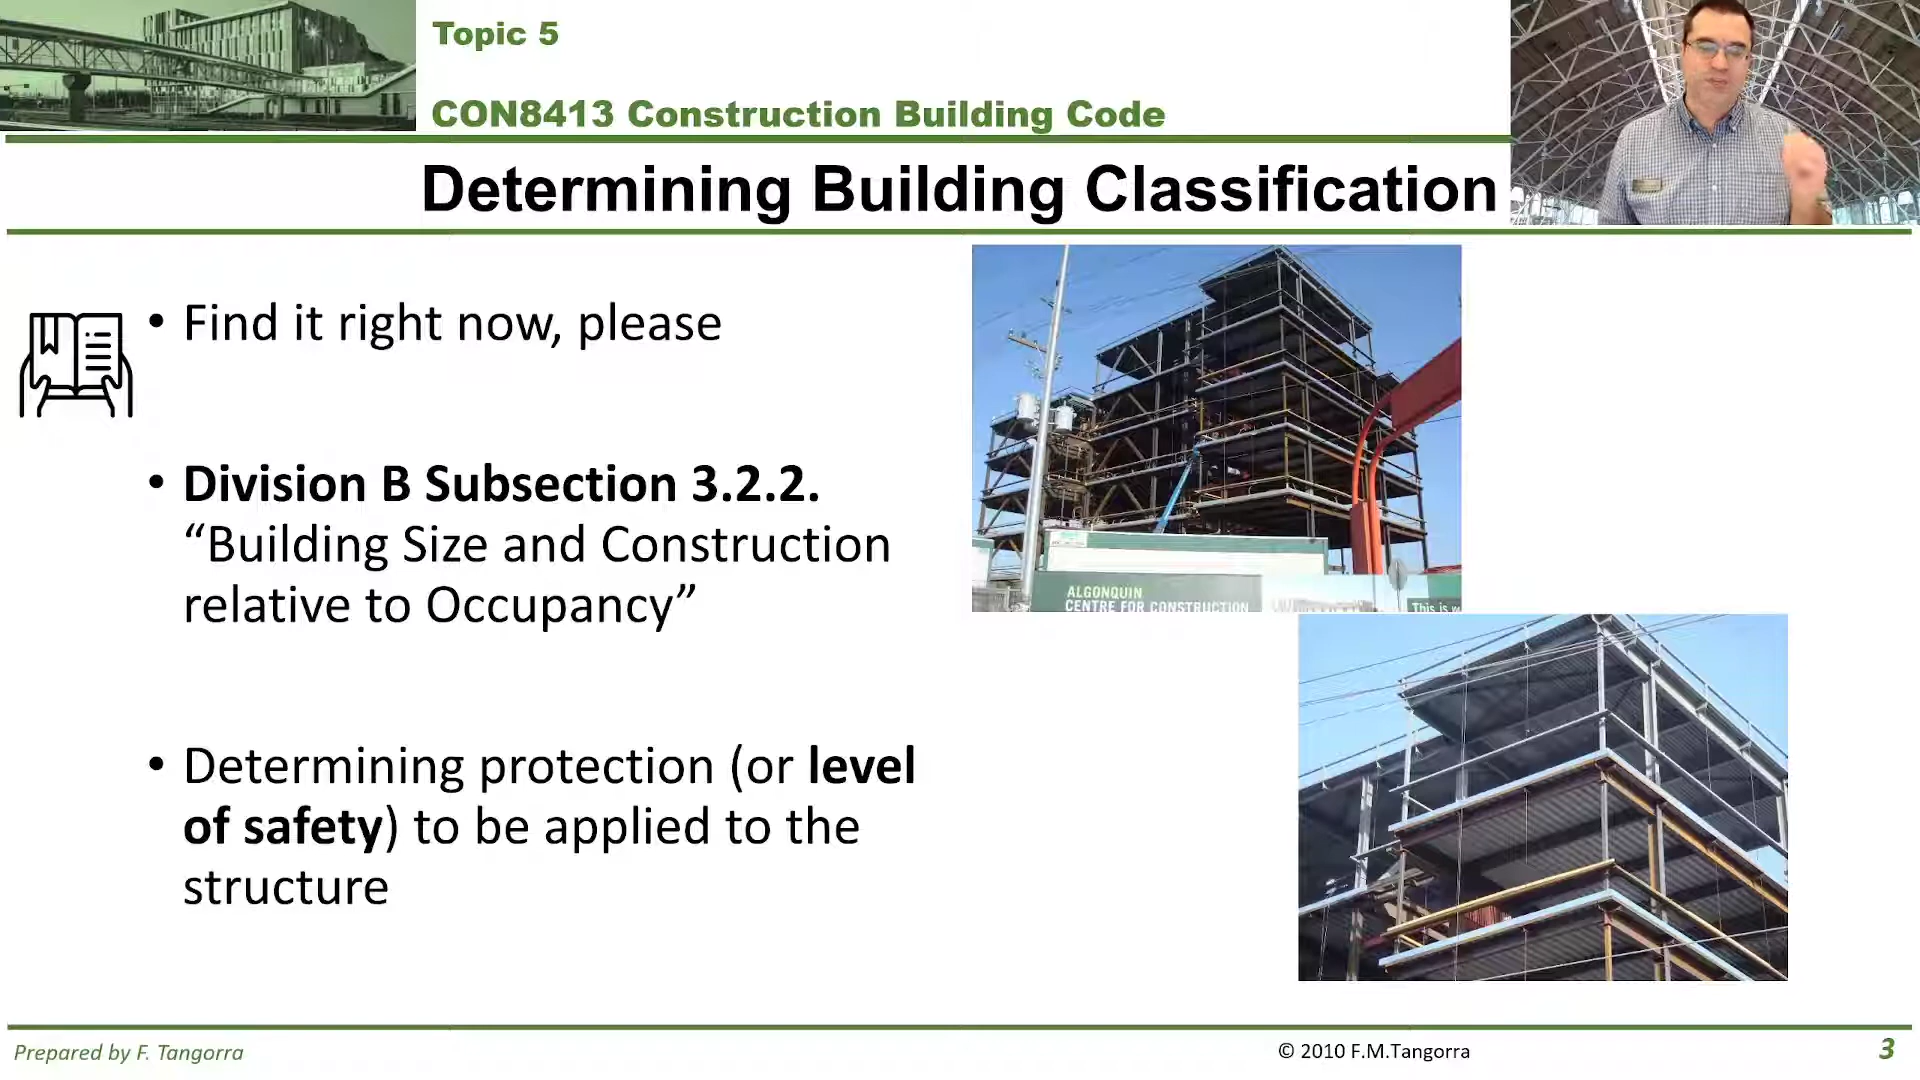 Topic 5
CON8413 Construction Building Code
Determining Building Classification
• Find it right now, please
• Division B Subsection 3.2.2.
“Building Size and Construction
relative to Occupancy”
• Determining protection (or level
of safety) to be applied to the
structure
ALGONQUIN
CENTRE FOR CONSTRUCTION
This is
Prepared by F. Tangorra
© 2010 F.M.Tangorra
3